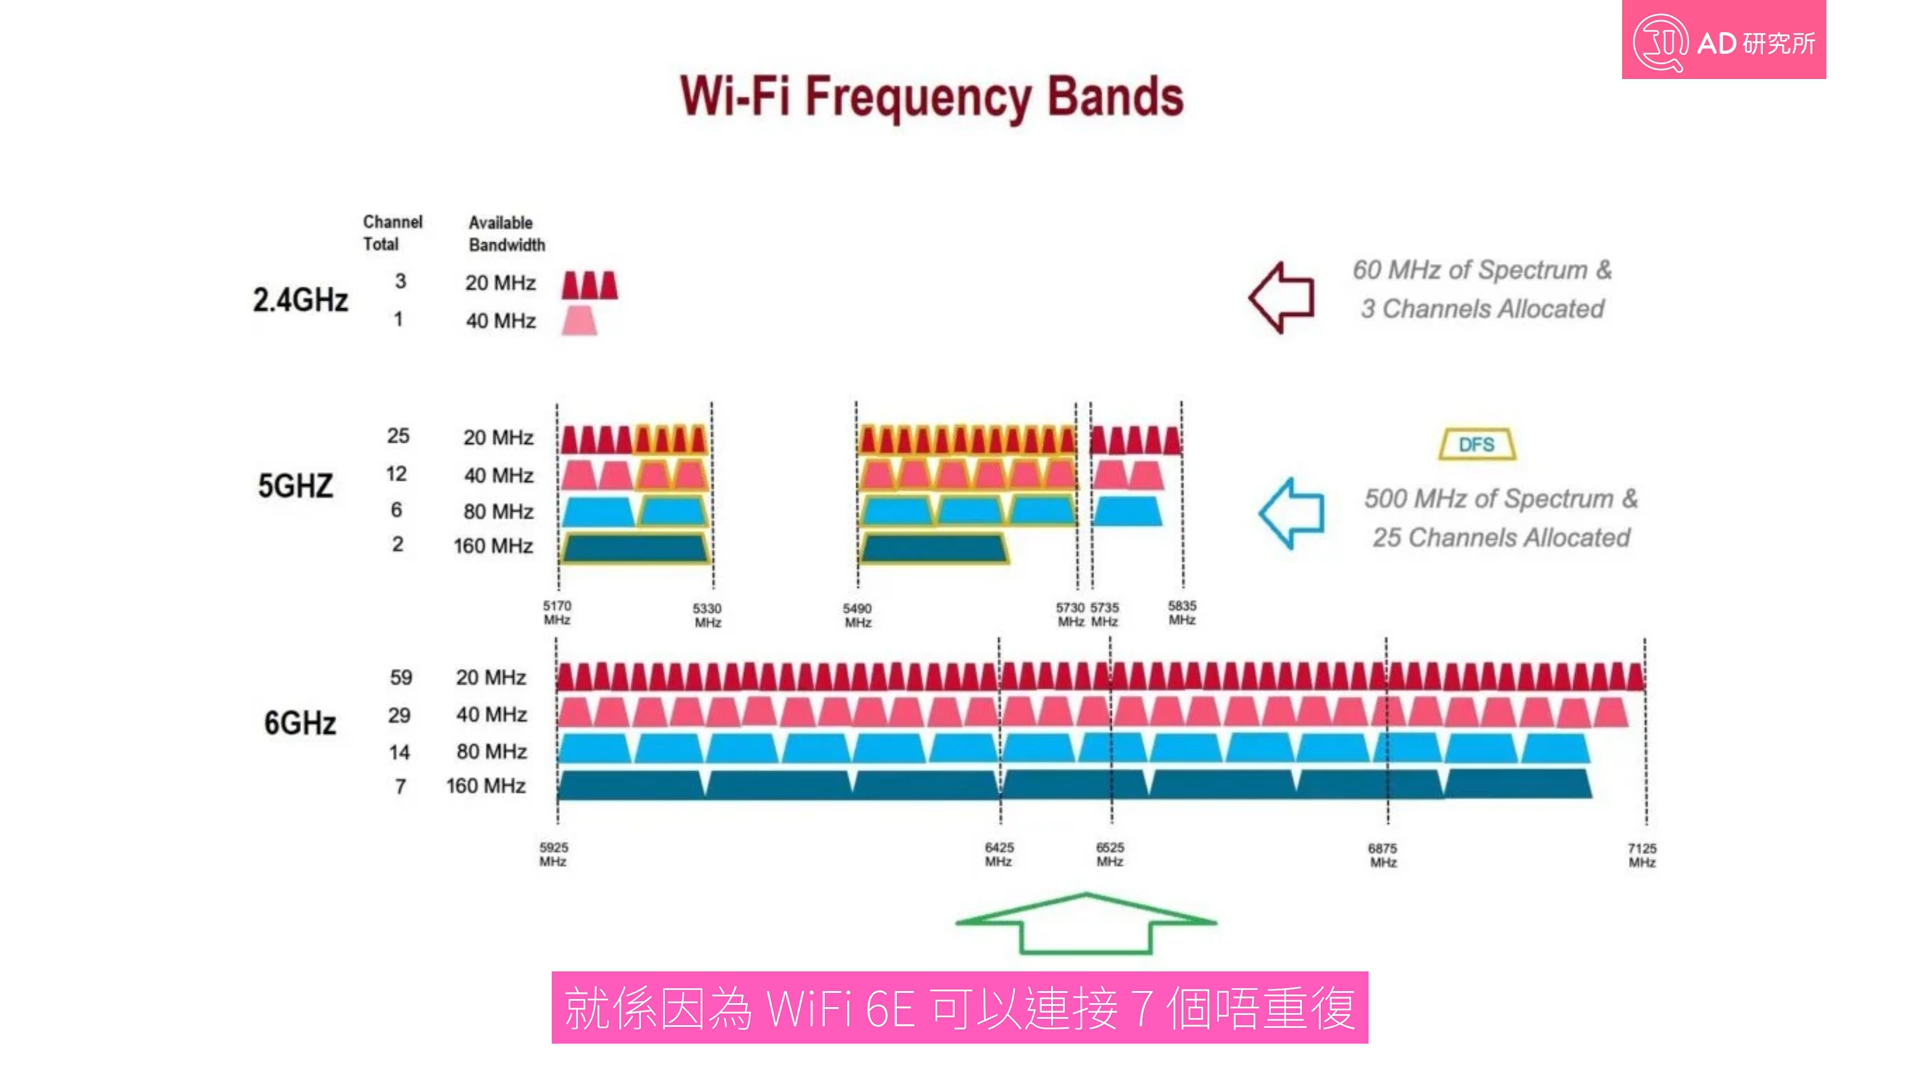 AD 研究所
Wi-Fi Frequency Bands
Channel Total
Available Bandwidth
2.4GHz
3 20 MHz
1 40 MHz
60 MHz of Spectrum &
3 Channels Allocated
5GHZ
25 20 MHz
12 40 MHz
6 80 MHz
2 160 MHz
DFS
500 MHz of Spectrum &
25 Channels Allocated
5170 MHz
5330 MHz
5490 MHz
5730 MHz
5735 MHz
5835 MHz
6GHz
59 20 MHz
29 40 MHz
14 80 MHz
7 160 MHz
5925 MHz
6425 MHz
6525 MHz
6875 MHz
7125 MHz
就係因為 WiFi 6E 可以連接 7 個唔重復